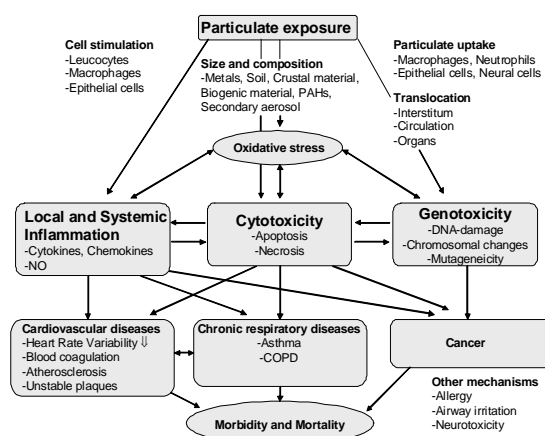 Particulate exposure
Cell stimulation
-Leucocytes
-Macrophages
-Epithelial cells
Size and composition
-Metals, Soil, Crustal material,
Biogenic material, PAHs,
Secondary aerosol
Particulate uptake
-Macrophages, Neutrophils
-Epithelial cells, Neural cells
Translocation
-Interstitum
-Circulation
-Organs
Oxidative stress
Local and Systemic
Inflammation
-Cytokines, Chemokines
-NO
Cytotoxicity
-Apoptosis
-Necrosis
Genotoxicity
-DNA-damage
-Chromosomal changes
-Mutageneicity
Cardiovascular diseases
-Heart Rate Variability ⇓
-Blood coagulation
-Atherosclerosis
-Unstable plaques
Chronic respiratory diseases
-Asthma
-COPD
Cancer
Other mechanisms
-Allergy
-Airway irritation
-Neurotoxicity
Morbidity and Mortality